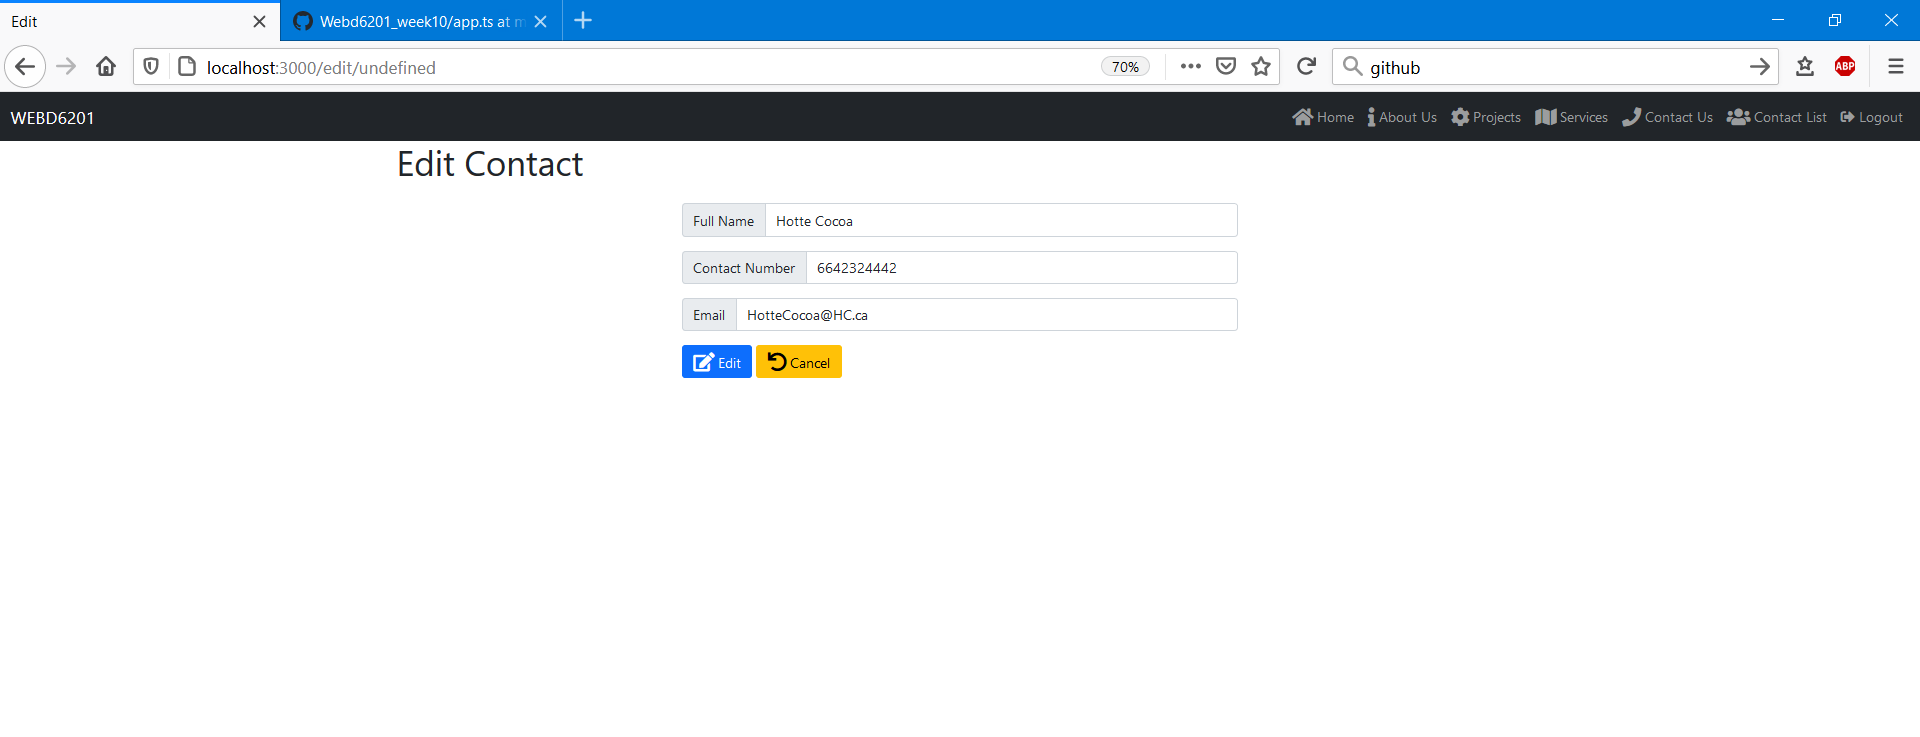 Edit
Webd6201_week10/app.ts at m
localhost:3000/edit/undefined
70%
github
ABP
WEBD6201
Home
About Us
Projects
Services
Contact Us
Contact List
Logout
Edit Contact
Full Name Hotte Cocoa
Contact Number 6642324442
Email HotteCocoa@HC.ca
Edit Cancel